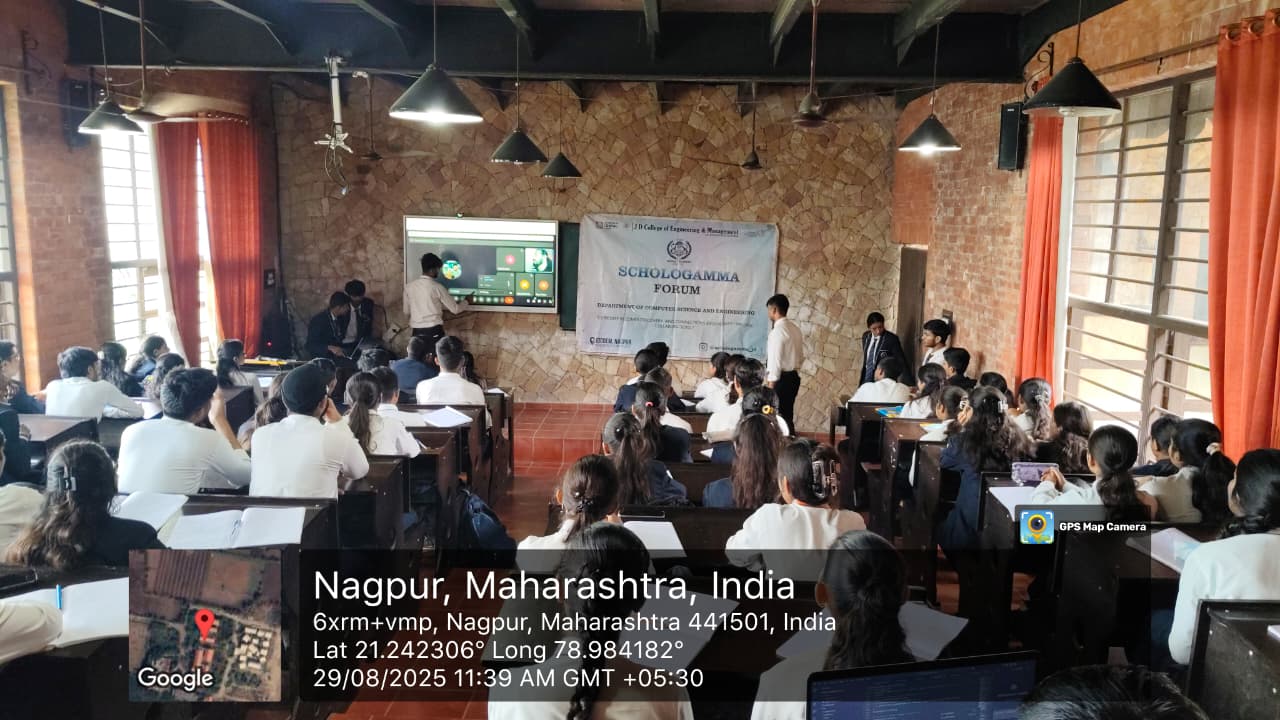 J D College of Engineering & Management
SCHOLOGAMMA
FORUM
DEPARTMENT OF COMPUTER SCIENCE AND ENGINEERING
GPS Map Camera
Nagpur, Maharashtra, India
6xrm+vmp, Nagpur, Maharashtra 441501, India
Lat 21.242306° Long 78.984182°
29/08/2025 11:39 AM GMT +05:30
Google